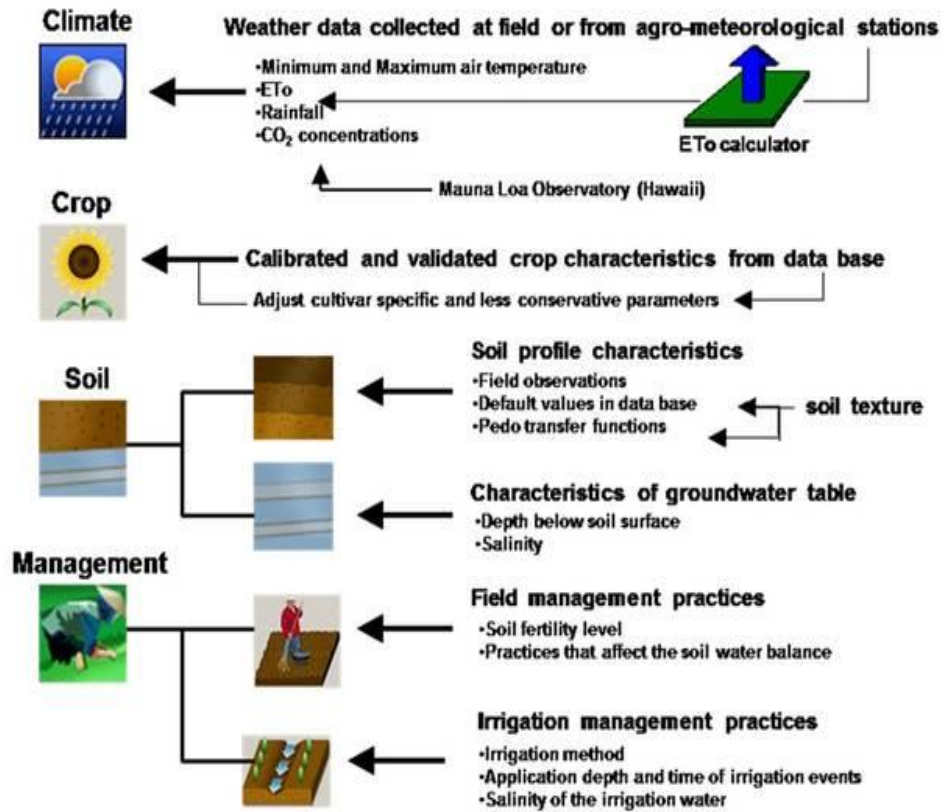 Climate
Weather data collected at field or from agro-meteorological stations
•Minimum and Maximum air temperature
•ETo
•Rainfall
•CO₂ concentrations
ETo calculator
Mauna Loa Observatory (Hawaii)
Crop
Calibrated and validated crop characteristics from data base
Adjust cultivar specific and less conservative parameters
Soil
Soil profile characteristics
•Field observations
•Default values in data base
•Pedo transfer functions
soil texture
Characteristics of groundwater table
•Depth below soil surface
•Salinity
Management
Field management practices
•Soil fertility level
•Practices that affect the soil water balance
Irrigation management practices
•Irrigation method
•Application depth and time of irrigation events
•Salinity of the irrigation water